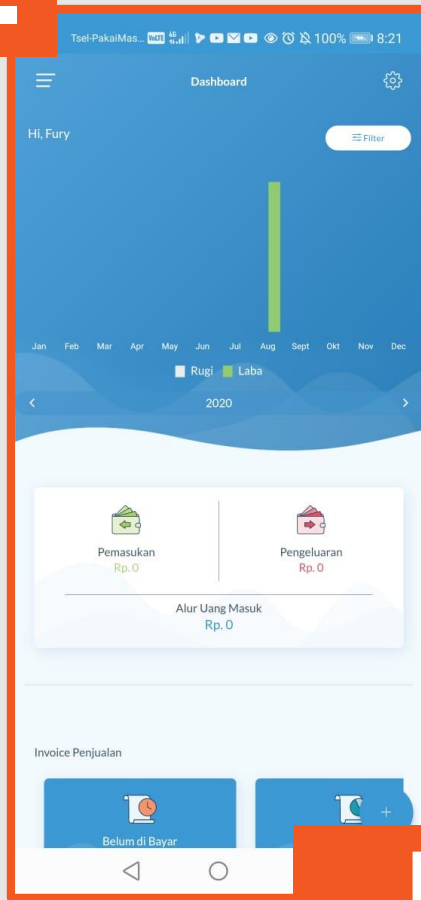 Tsel-PakaiMas... VoLTE 4G 100% 8:21
Dashboard
Hi, Fury
Filter
Jan Feb Mar Apr May Jun Jul Aug Sept Okt Nov Dec
Rugi Laba
2020
Pemasukan Pengeluaran
Rp. 0 Rp. 0
Alur Uang Masuk
Rp. 0
Invoice Penjualan
Belum di Bayar